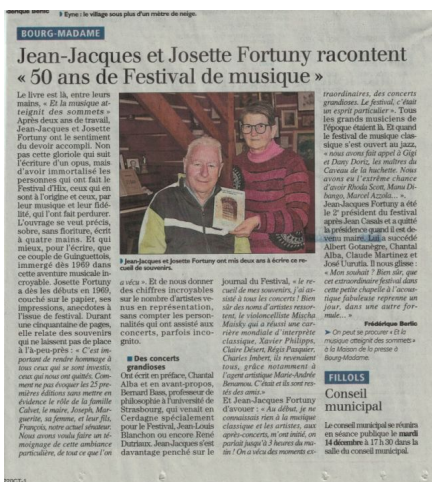 Eyne : le village sous plus d'un mètre de neige.
BOURG-MADAME
Jean-Jacques et Josette Fortuny racontent
« 50 ans de Festival de musique »
Le livre est là, entre leurs
mains, « Et la musique at-
teignit des sommets »
Après deux ans de travail,
Jean-Jacques et Josette
Fortuny ont le sentiment
du devoir accompli. Non
pas cette gloriole qui suit
l'écriture d'un opus, mais
d'avoir immortalisé les
personnes qui ont fait le
Festival d'Hix, ceux qui en
sont à l'origine et ceux, par
leur musique et leur fidé-
lité, qui l'ont fait perdurer.
L'ouvrage se veut précis,
sobre, sans fioriture, écrit
à quatre mains. Et qui
mieux, pour l'écrire, que
ce couple de Guinguettois,
immergé dès 1969 dans
cette aventure musicale in-
croyable. Josette Fortuny
a dès les débuts en 1969,
couché sur le papier, ses
impressions, anecdotes à
l'issue de festival. Durant
une cinquantaine de pages,
elle relate des souvenirs
qui ne laissent pas de place
à l'à-peu-près : « C'est im-
portant de rendre hommage à
tous ceux qui se sont investis,
ceux qui nous ont quittés. Com-
ment ne pas évoquer les 25 pre-
mières éditions sans mettre en
évidence le rôle de la famille
Calvet, le maire, Joseph, Mar-
guerite, sa femme, et leur fils,
François, notre actuel sénateur.
Nous avons voulu faire un té-
moignage de cette ambiance
particulière, de tout ce que l'on
Jean-Jacques et Josette Fortuny ont mis deux ans à écrire ce re-
cueil de souvenirs.
a vécu ». Et de nous donner
des chiffres incroyables
sur le nombre d'artistes ve-
nus en représentation,
sans compter les person-
nalités qui ont assisté aux
concerts, parfois inco-
gnito.
Des concerts
grandioses
Ont écrit en préface, Chantal
Alba et en avant-propos,
Bernard Bass, professeur de
philosophie à l'université de
Strasbourg, qui venait en
Cerdagne spécialement
pour le Festival, Jean-Louis
Blanchon ou encore René
Dutriaux. Jean-Jacques s'est
davantage penché sur le
journal du Festival, « le re-
cueil de mes souvenirs, j'ai as-
sisté à tous les concerts ! Bien
sûr des noms d'artistes ressor-
tent, le violoncelliste Mischa
Maisky qui a réussi une car-
rière mondiale d'interprète
classique, Xavier Philipps,
Claire Désert, Régis Pasquier,
Charles Imbert, ils revenaient
tous, grâce notamment à
l'agent artistique Marie-Andrée
Benamou. C'était et ils sont res-
tés des amis. »
Et Jean-Jacques Fortuny
d'avouer : « Au début, je ne
connaissais rien à la musique
classique et les artistes, aux
après-concerts, m'ont initié, on
parlait jusqu'à 3 heures du ma-
tin ! On a vécu des moments ex-
traordinaires, des concerts
grandioses. Le festival, c'était
un esprit particulier ». Tous
les grands musiciens de
l'époque étaient là. Et quand
le festival de musique clas-
sique s'est ouvert au jazz,
« nous avons fait appel à Gigi
et Dany Doriz, les maîtres du
Caveau de la huchette. Nous
avons eu l'extrême chance
d'avoir Rhoda Scott, Manu Di-
bango, Marcel Azzola... ».
Jean-Jacques Fortuny a été
le 2e président du festival
après Jean Casals et a quitté
la présidence quand il est de-
venu maire. Lui a succédé
Albert Gotanègre, Chantal
Alba, Claude Martinez et
José Urrutia. Il nous glisse :
« Mon souhait ? Bien sûr, que
cet extraordinaire festival dans
cette petite chapelle à l'acous-
tique fabuleuse reprenne un
jour, dans une autre for-
mule... »
Frédérique Berlic
On peut se procurer « Et la
musique atteignit des sommets »
à la Maison de la presse à
Bourg-Madame.
FILLOLS
Conseil
municipal
Le conseil municipal se réunira
en séance publique le mardi
14 décembre à 17 h 30 dans la
salle du conseil municipal.